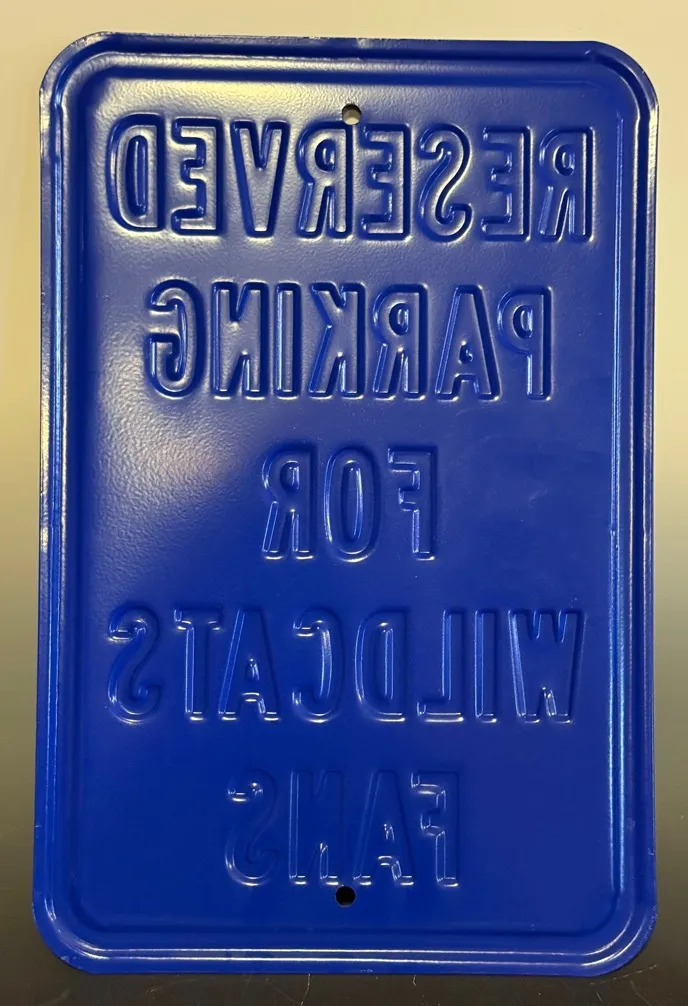 RESERVED
PARKING
FOR
WILDCATS
FANS